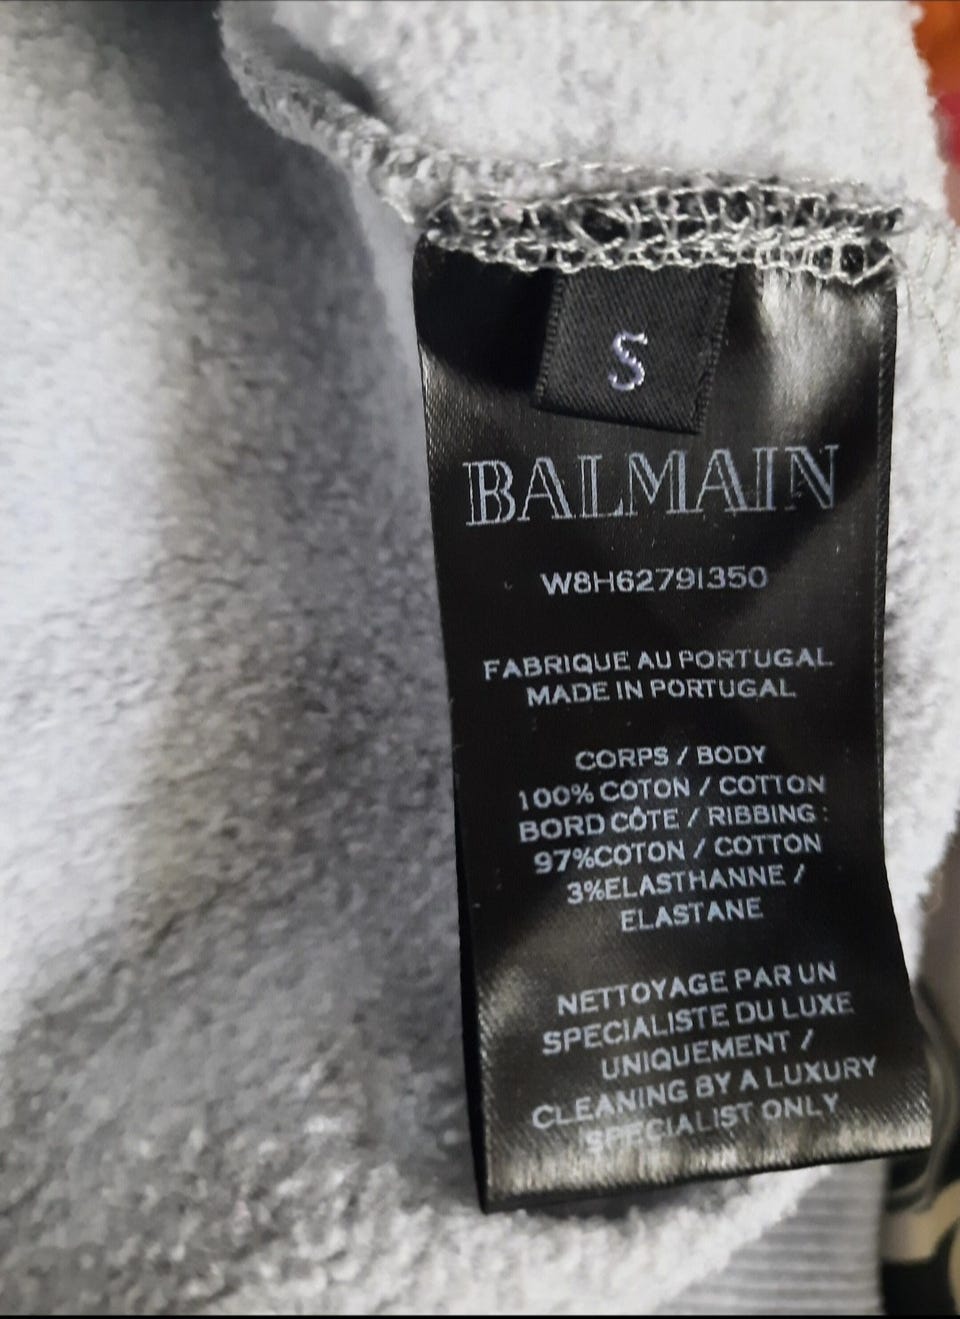 S
BALMAIN
W8H6279I350
FABRIQUE AU PORTUGAL
MADE IN PORTUGAL
CORPS / BODY
100% COTON / COTTON
BORD CÔTE / RIBBING :
97%COTON / COTTON
3%ELASTHANNE /
ELASTANE
NETTOYAGE PAR UN
SPECIALISTE DU LUXE
UNIQUEMENT /
CLEANING BY A LUXURY
SPECIALIST ONLY